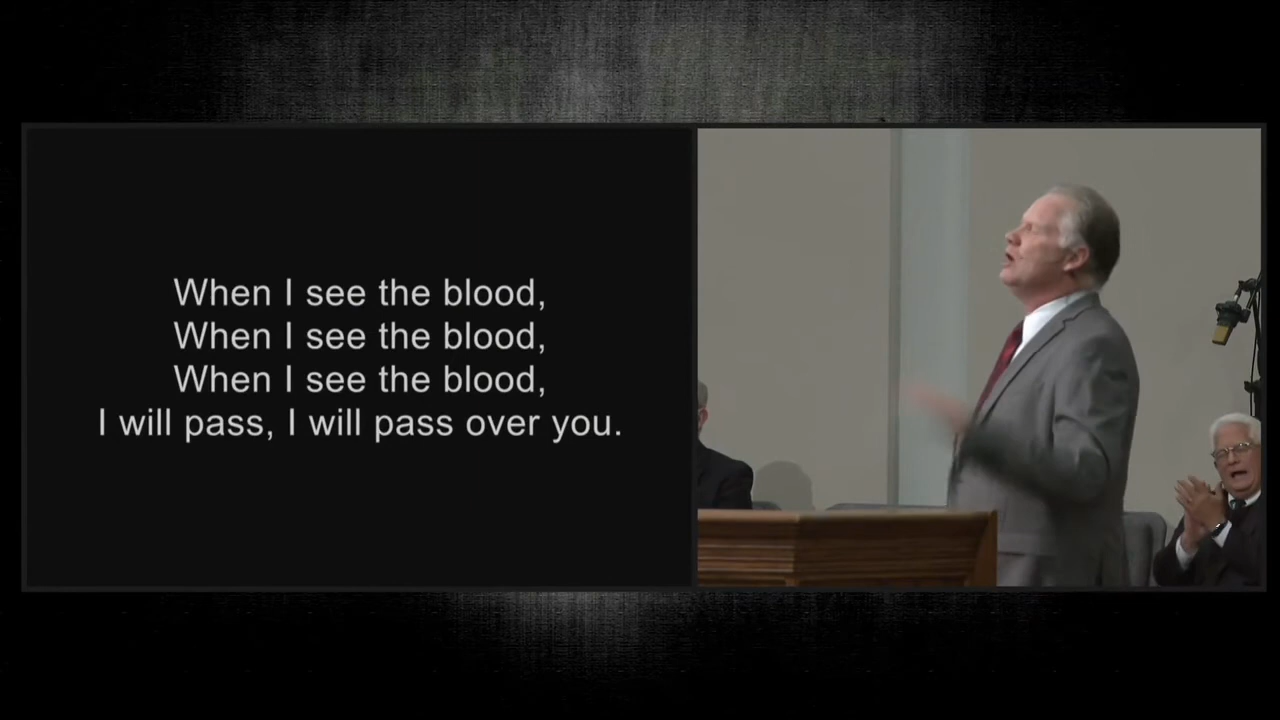 When I see the blood,
When I see the blood,
When I see the blood,
I will pass, I will pass over you.